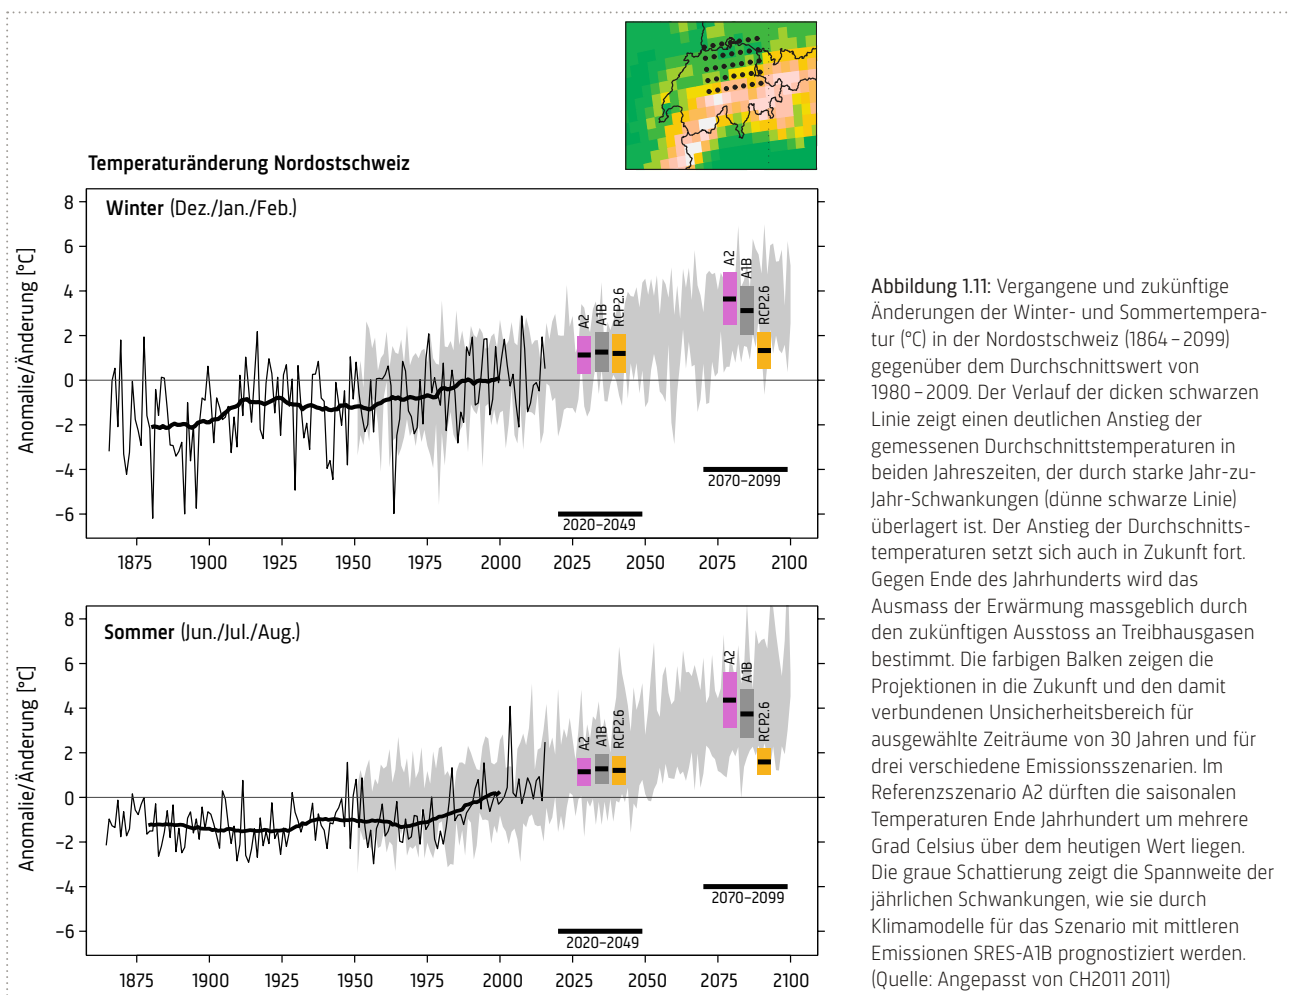 Temperaturänderung Nordostschweiz
Winter (Dez./Jan./Feb.)
Anomalie/Änderung [°C]
8
6
4
2
0
−2
−4
−6
A2
A1B
RCP2.6
A2
A1B
RCP2.6
2070–2099
2020–2049
1875 1900 1925 1950 1975 2000 2025 2050 2075 2100
Sommer (Jun./Jul./Aug.)
Anomalie/Änderung [°C]
8
6
4
2
0
−2
−4
−6
A2
A1B
RCP2.6
A2
A1B
RCP2.6
2070–2099
2020–2049
1875 1900 1925 1950 1975 2000 2025 2050 2075 2100
Abbildung 1.11: Vergangene und zukünftige
Änderungen der Winter- und Sommertempera-
tur (°C) in der Nordostschweiz (1864 – 2099)
gegenüber dem Durchschnittswert von
1980 – 2009. Der Verlauf der dicken schwarzen
Linie zeigt einen deutlichen Anstieg der
gemessenen Durchschnittstemperaturen in
beiden Jahreszeiten, der durch starke Jahr-zu-
Jahr-Schwankungen (dünne schwarze Linie)
überlagert ist. Der Anstieg der Durchschnitts-
temperaturen setzt sich auch in Zukunft fort.
Gegen Ende des Jahrhunderts wird das
Ausmass der Erwärmung massgeblich durch
den zukünftigen Ausstoss an Treibhausgasen
bestimmt. Die farbigen Balken zeigen die
Projektionen in die Zukunft und den damit
verbundenen Unsicherheitsbereich für
ausgewählte Zeiträume von 30 Jahren und für
drei verschiedene Emissionsszenarien. Im
Referenzszenario A2 dürften die saisonalen
Temperaturen Ende Jahrhundert um mehrere
Grad Celsius über dem heutigen Wert liegen.
Die graue Schattierung zeigt die Spannweite der
jährlichen Schwankungen, wie sie durch
Klimamodelle für das Szenario mit mittleren
Emissionen SRES-A1B prognostiziert werden.
(Quelle: Angepasst von CH2011 2011)